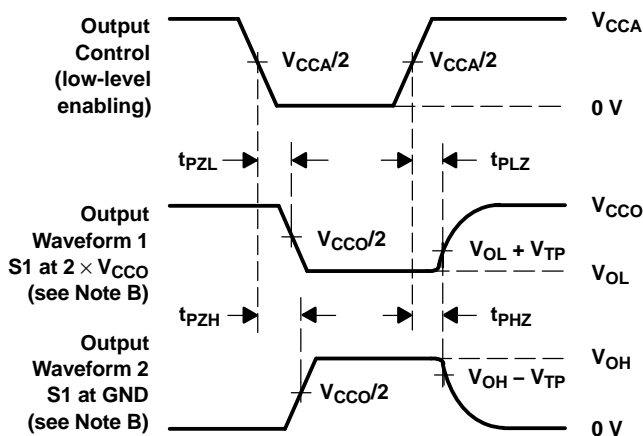 Output
Control
(low-level
enabling)
V_CCA/2
V_CCA/2
V_CCA
0 V
t_PZL
t_PLZ
Output
Waveform 1
S1 at 2 × V_CCO
(see Note B)
V_CCO/2
V_CCO
V_OL + V_TP
V_OL
t_PZH
t_PHZ
Output
Waveform 2
S1 at GND
(see Note B)
V_CCO/2
V_OH
V_OH − V_TP
0 V